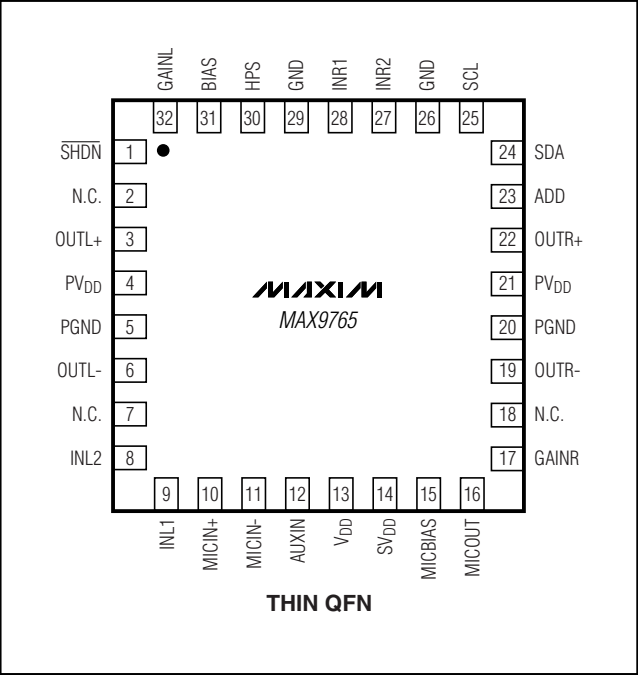 GAINL
BIAS
HPS
GND
INR1
INR2
GND
SCL
32
31
30
29
28
27
26
25
SHDN 1
24 SDA
N.C. 2
23 ADD
OUTL+ 3
22 OUTR+
PVDD 4
21 PVDD
PGND 5
20 PGND
OUTL- 6
19 OUTR-
N.C. 7
18 N.C.
INL2 8
17 GAINR
MAXIM
MAX9765
9
10
11
12
13
14
15
16
INL1
MICIN+
MICIN-
AUXIN
VDD
SVDD
MICBIAS
MICOUT
THIN QFN